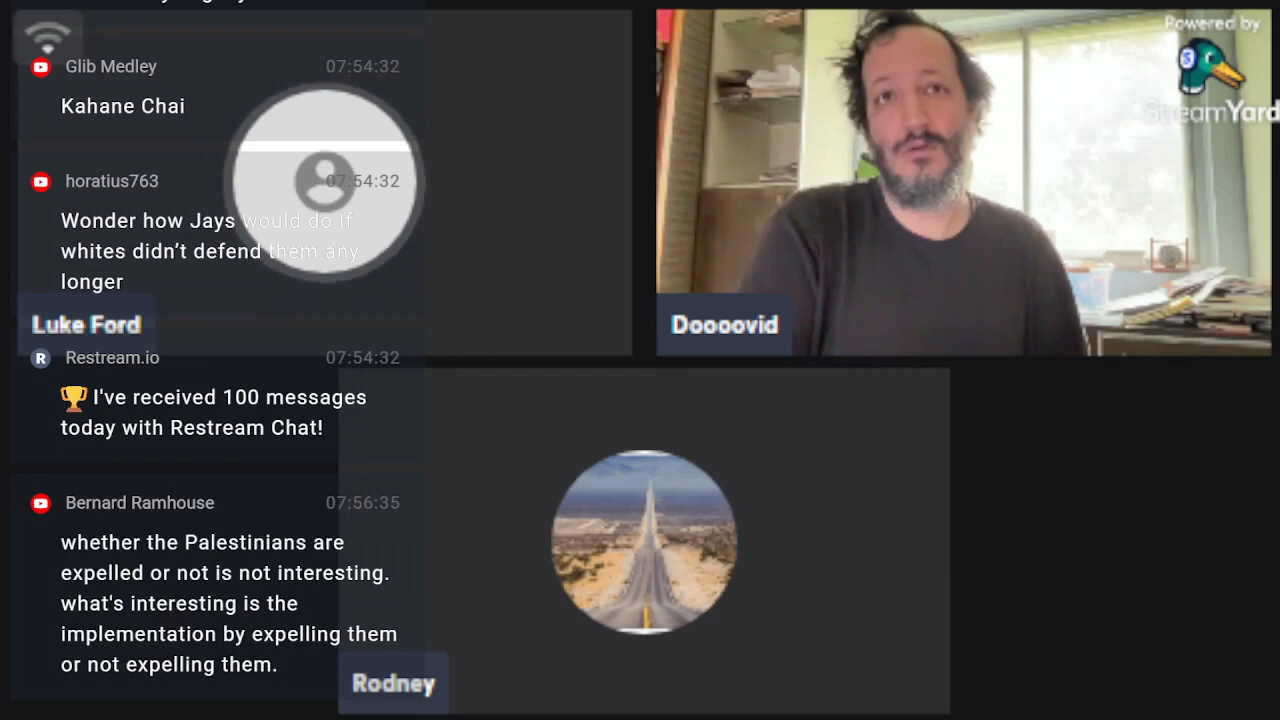 Glib Medley 07:54:32
Kahane Chai
horatius763 07:54:32
Wonder how Jays would do if
whites didn’t defend them any
longer
Luke Ford
R Restream.io 07:54:32
🏆 I've received 100 messages
today with Restream Chat!
Bernard Ramhouse 07:56:35
whether the Palestinians are
expelled or not is not interesting.
what's interesting is the
implementation by expelling them
or not expelling them.
Powered by
S
StreamYard
Doooovid
Rodney